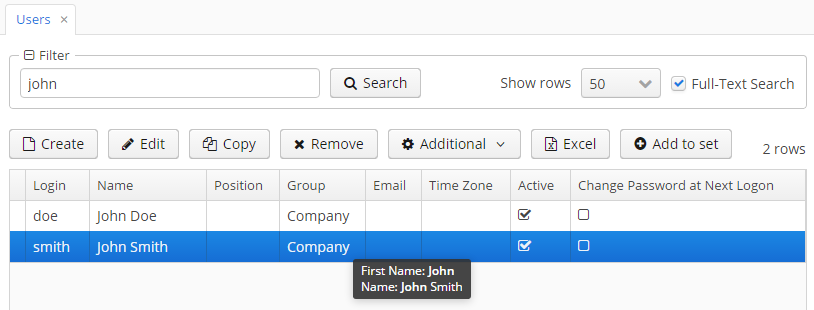 Users ×
Filter
john Search Show rows 50 Full-Text Search
Create Edit Copy Remove Additional Excel Add to set 2 rows
Login Name Position Group Email Time Zone Active Change Password at Next Logon
doe John Doe Company
smith John Smith Company
First Name: John
Name: John Smith